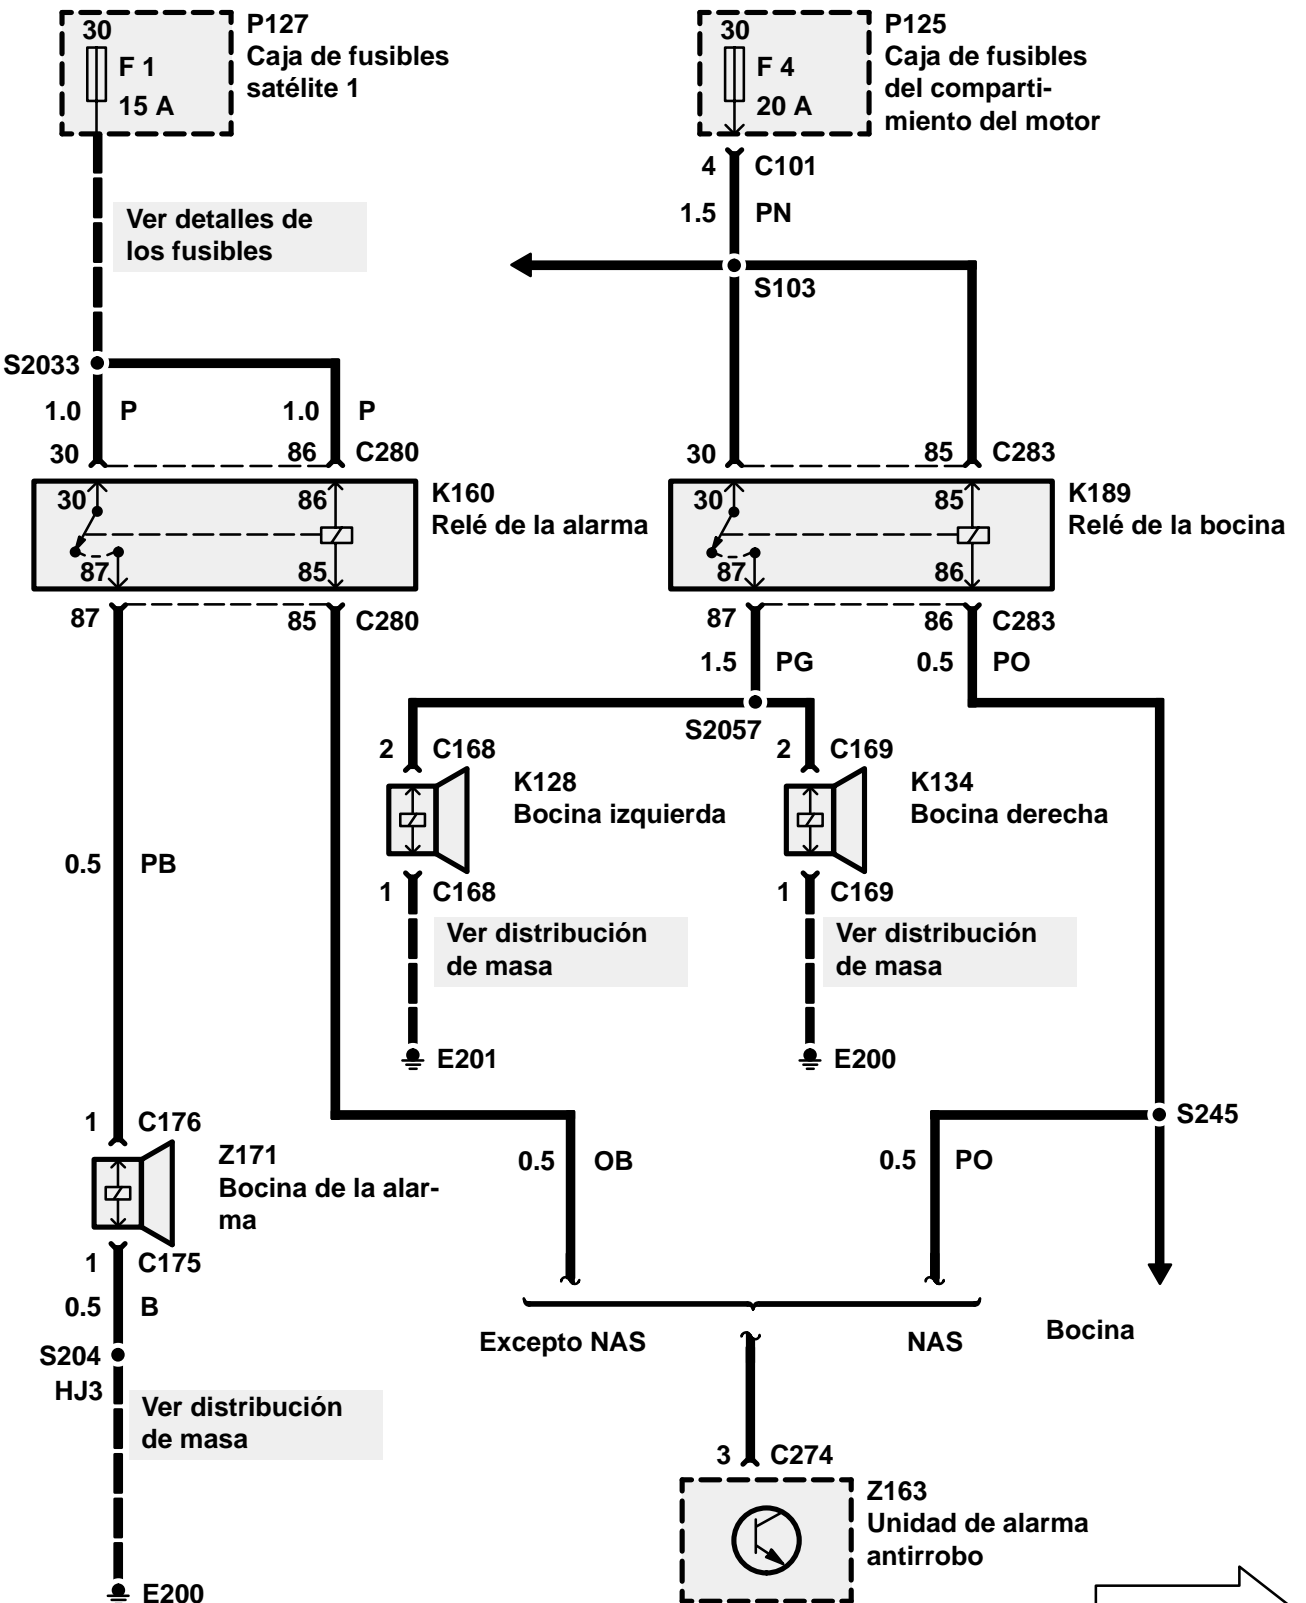 30
F 1
15 A
P127
Caja de fusibles
satélite 1
30
F 4
20 A
P125
Caja de fusibles
del comparti-
miento del motor
4 C101
1.5 PN
Ver detalles de
los fusibles
S103
S2033
1.0 P
1.0 P
30
86 C280
30
85 C283
30
86
87
85
K160
Relé de la alarma
30
85
87
86
K189
Relé de la bocina
87
85 C280
87
86 C283
1.5 PG
0.5 PO
S2057
2 C168
K128
Bocina izquierda
2 C169
K134
Bocina derecha
0.5 PB
1 C168
1 C169
Ver distribución
de masa
Ver distribución
de masa
E201
E200
1 C176
S245
Z171
Bocina de la alar-
ma
0.5 OB
0.5 PO
1 C175
0.5 B
Excepto NAS
NAS
Bocina
S204
HJ3
Ver distribución
de masa
3 C274
Z163
Unidad de alarma
antirrobo
E200